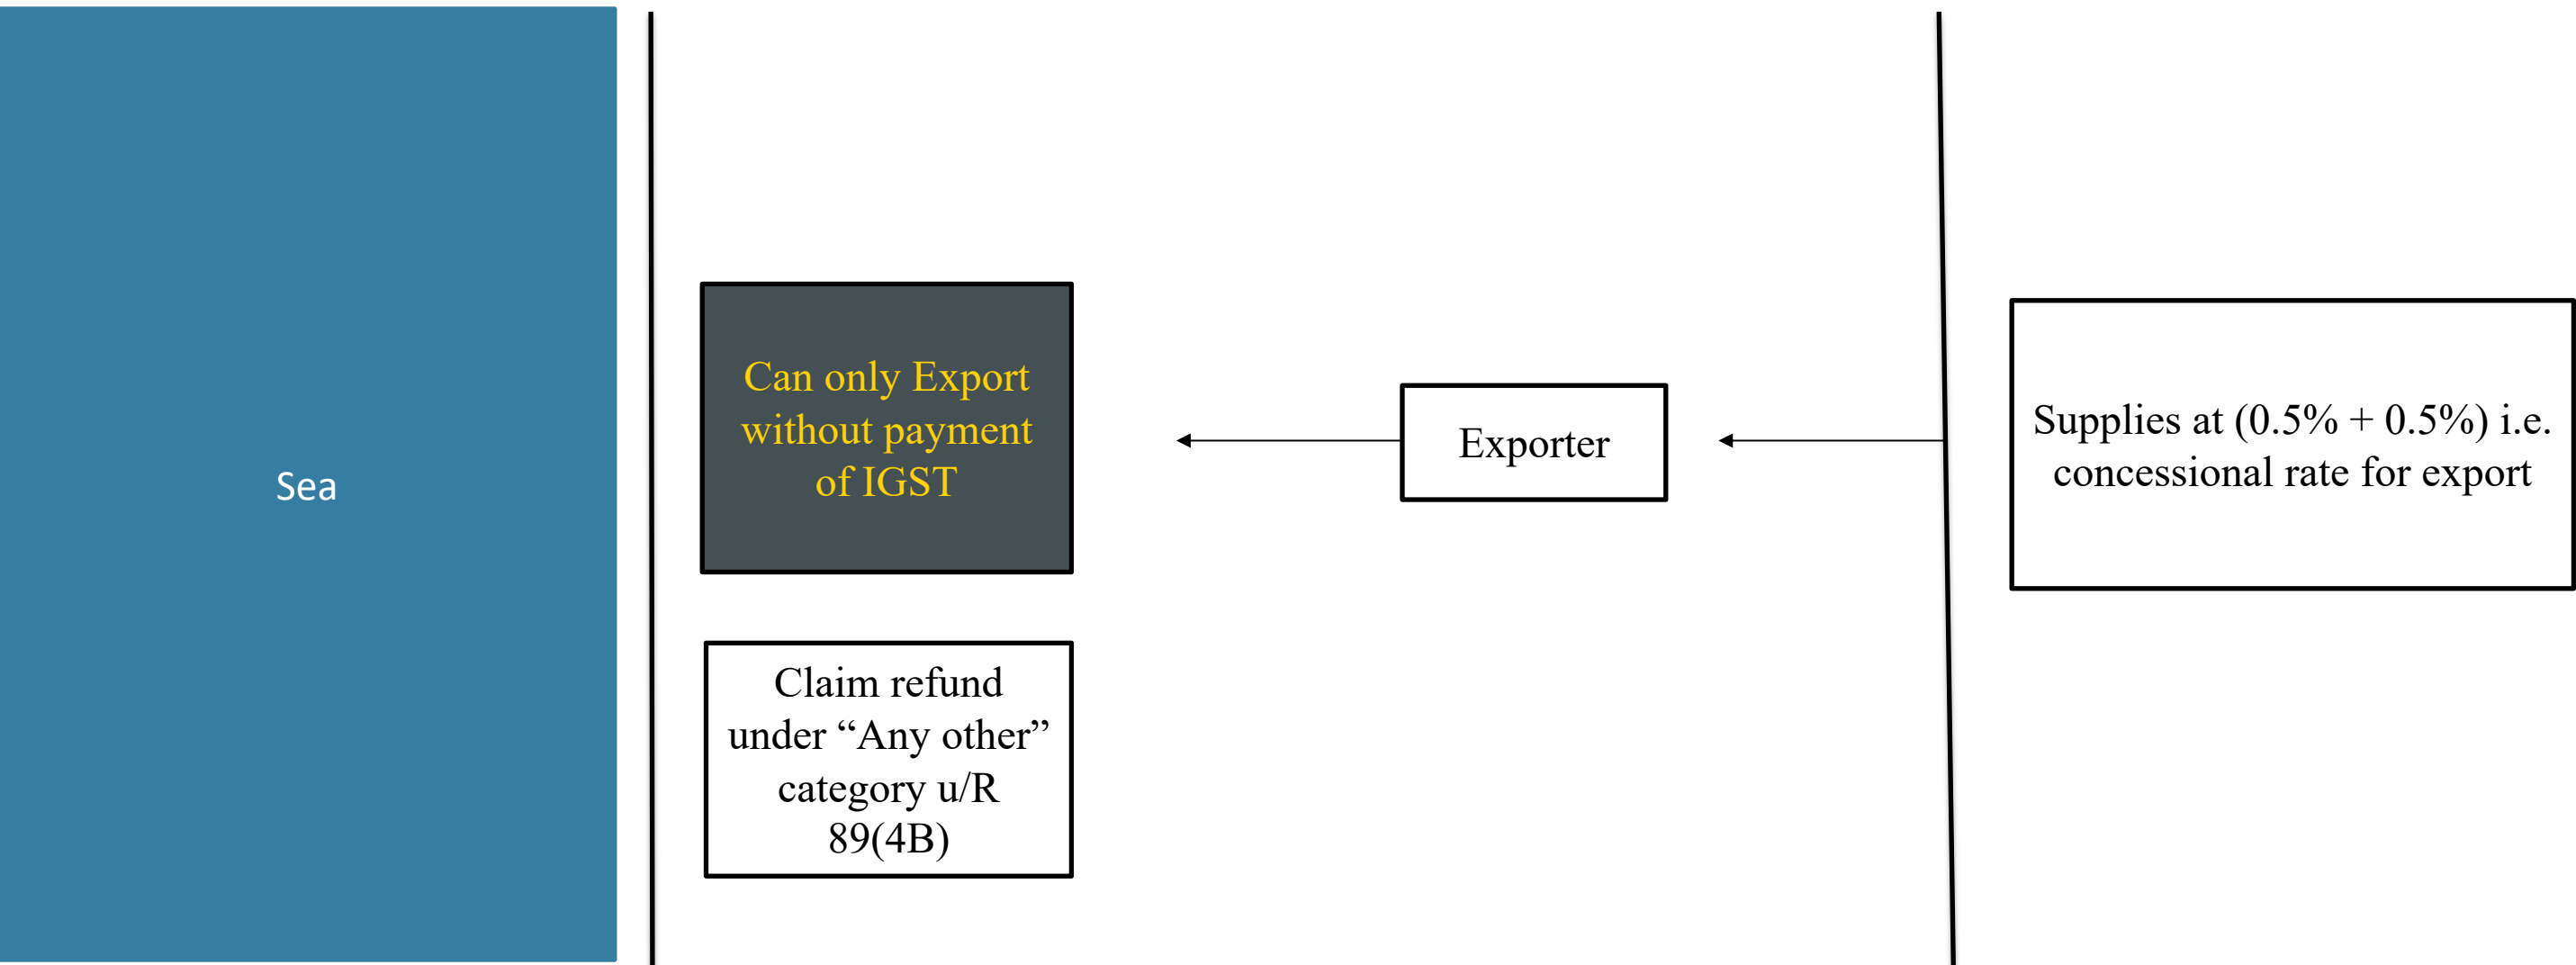 Sea
Can only Export
without payment
of IGST
Claim refund
under “Any other”
category u/R
89(4B)
Exporter
Supplies at (0.5% + 0.5%) i.e.
concessional rate for export